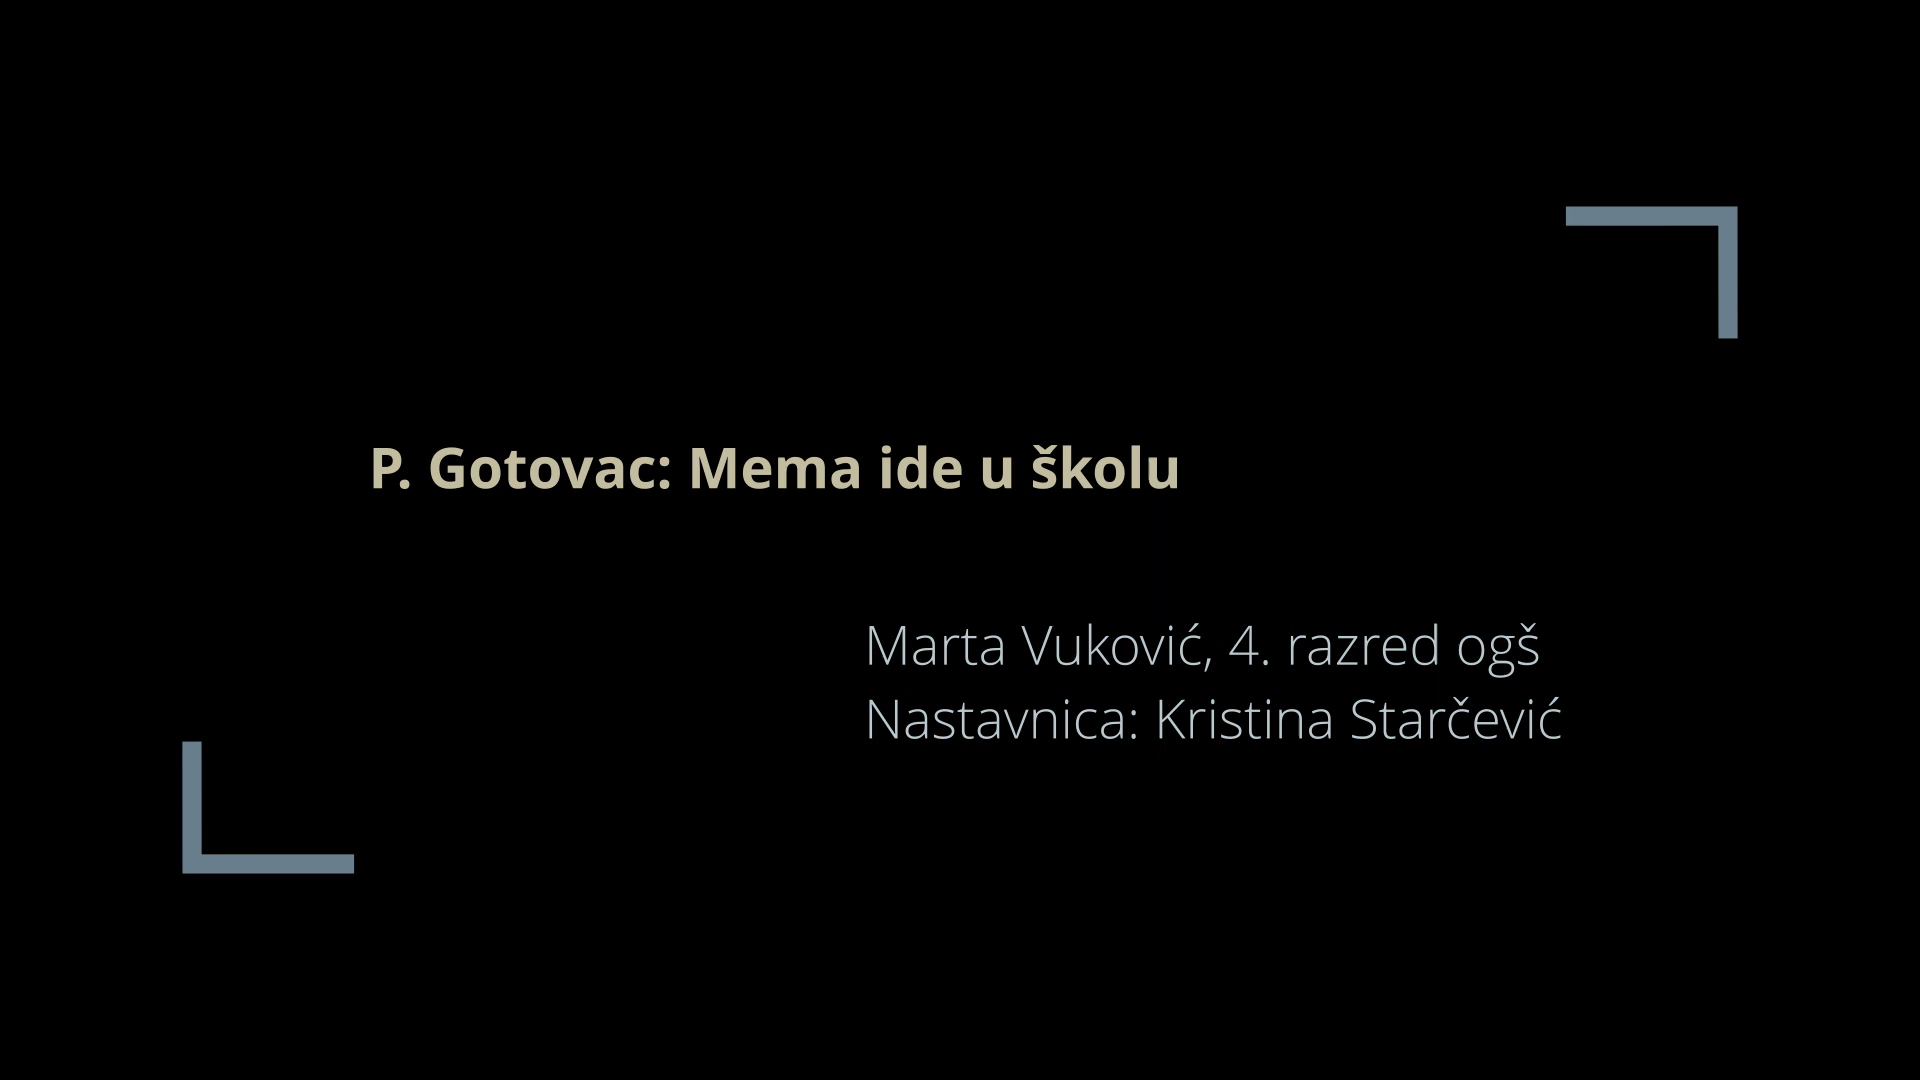 P. Gotovac: Mema ide u školu
Marta Vuković, 4. razred ogš
Nastavnica: Kristina Starčević